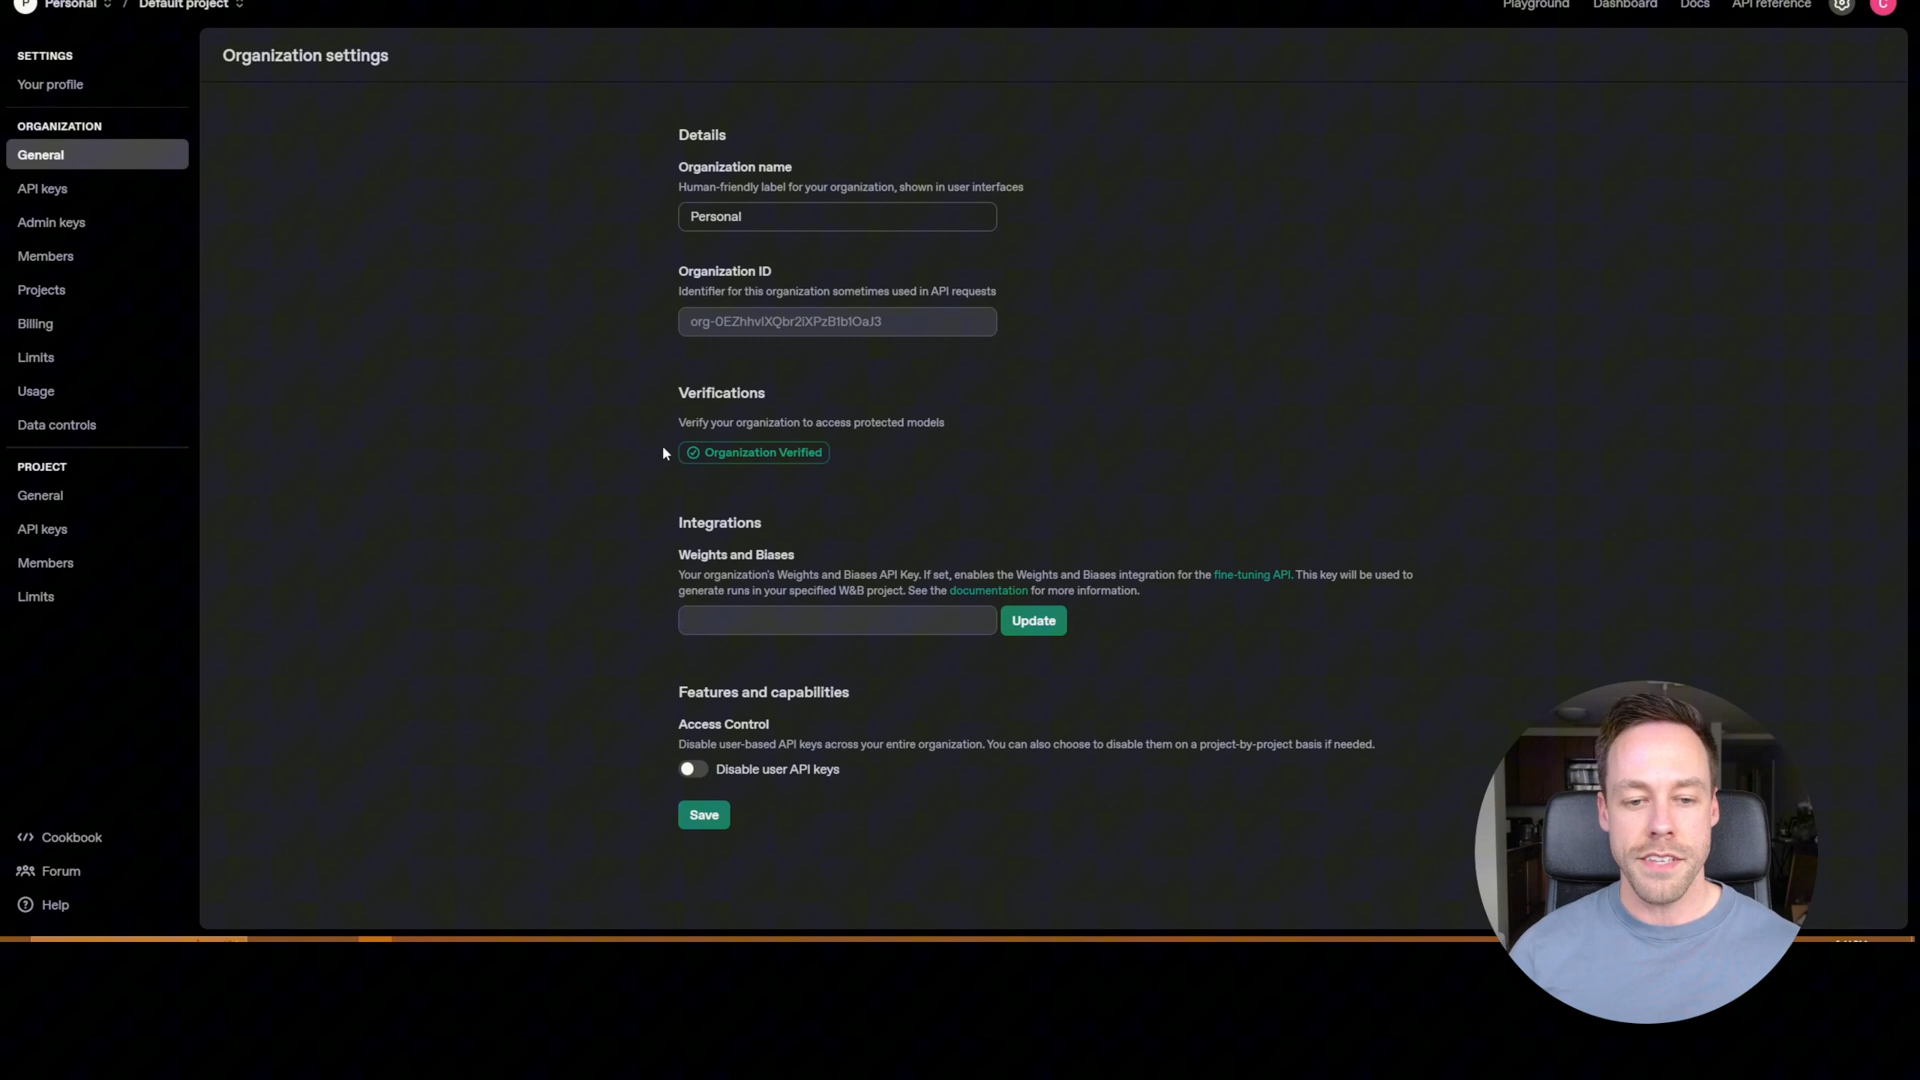 P Personal / Default project
Playground Dashboard Docs API reference C
SETTINGS
Your profile
ORGANIZATION
General
API keys
Admin keys
Members
Projects
Billing
Limits
Usage
Data controls
PROJECT
General
API keys
Members
Limits
Cookbook
Forum
Help
Organization settings
Details
Organization name
Human-friendly label for your organization, shown in user interfaces
Personal
Organization ID
Identifier for this organization sometimes used in API requests
org-0EZhhvIXQbr2iXPzB1b1OaJ3
Verifications
Verify your organization to access protected models
Organization Verified
Integrations
Weights and Biases
Your organization's Weights and Biases API Key. If set, enables the Weights and Biases integration for the fine-tuning API. This key will be used to
generate runs in your specified W&B project. See the documentation for more information.
Update
Features and capabilities
Access Control
Disable user-based API keys across your entire organization. You can also choose to disable them on a project-by-project basis if needed.
Disable user API keys
Save